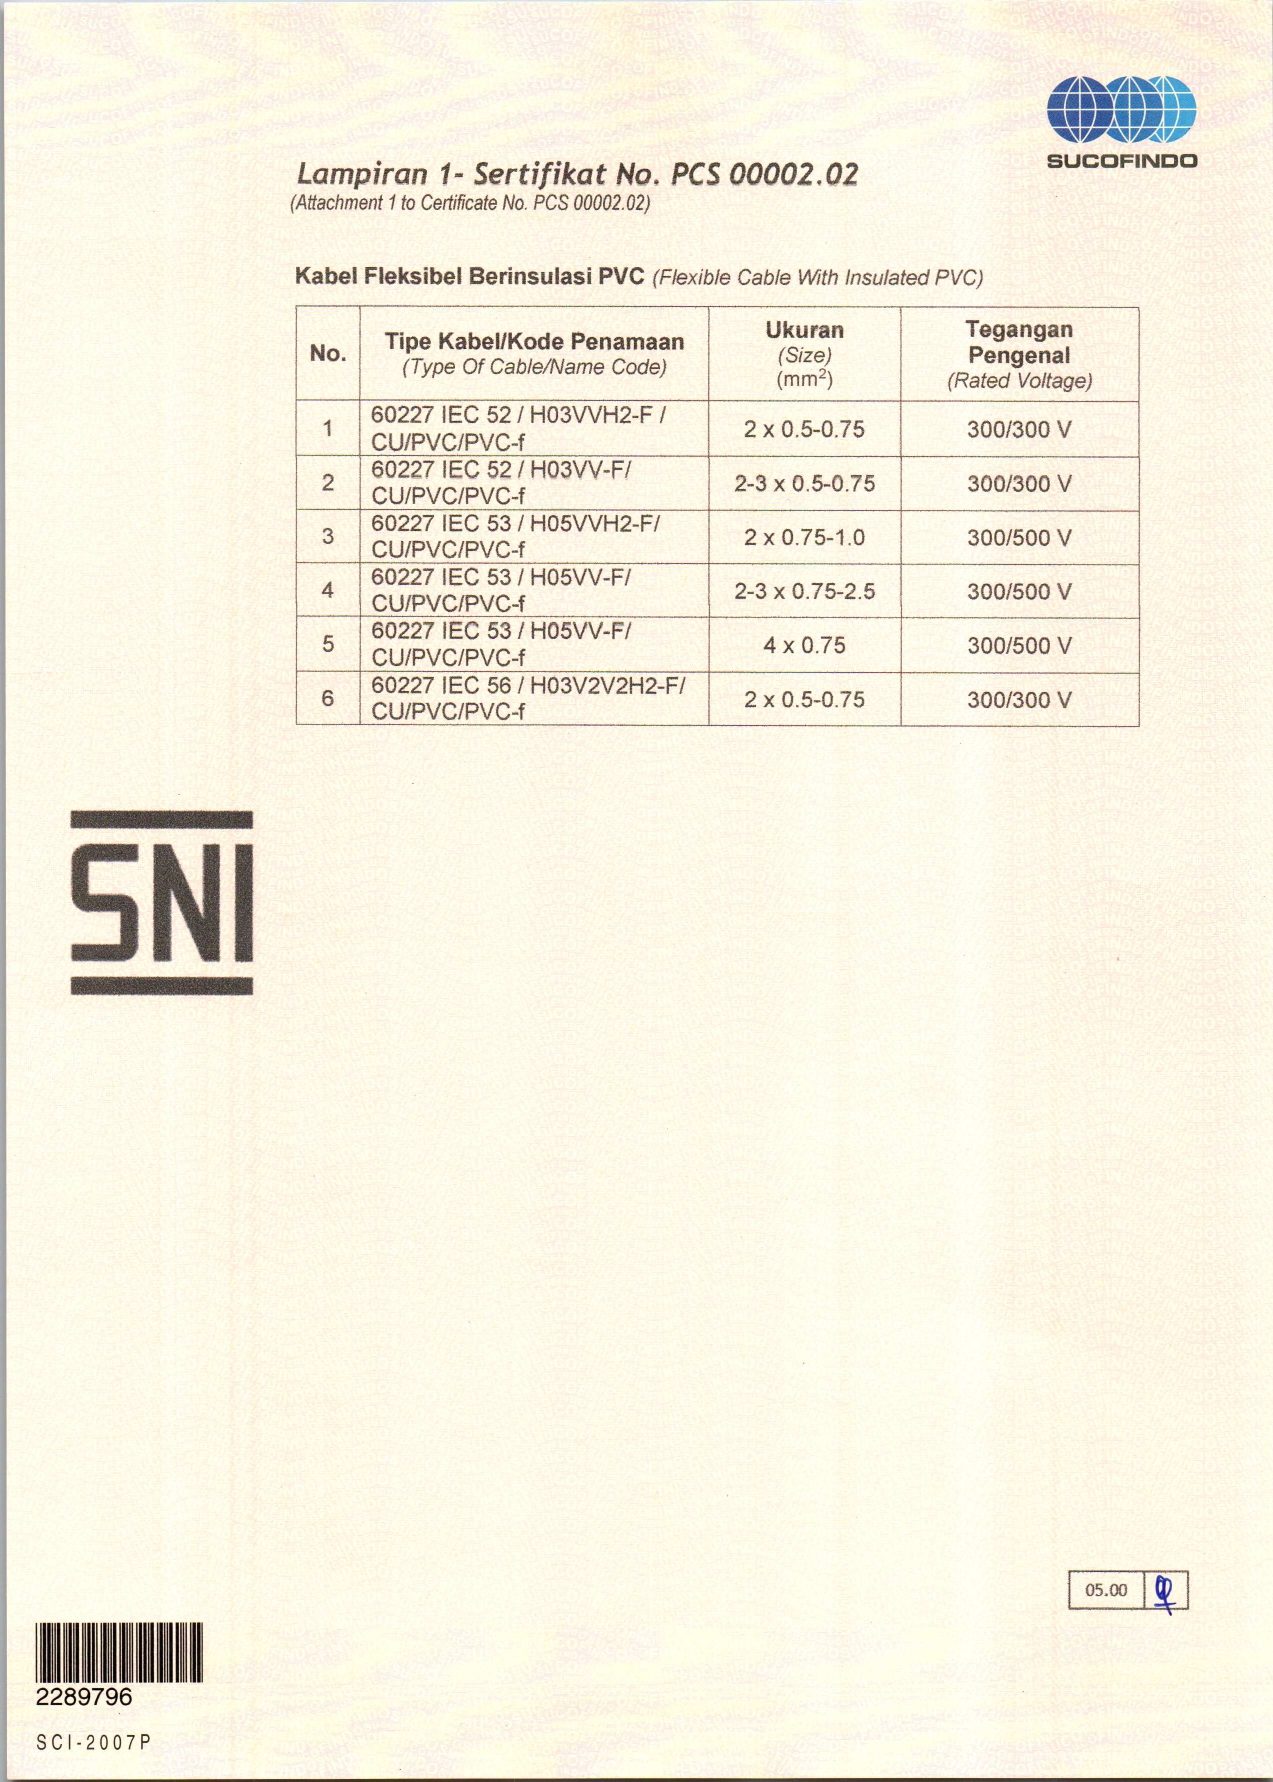 SUCOFINDO
Lampiran 1- Sertifikat No. PCS 00002.02
(Attachment 1 to Certificate No. PCS 00002.02)
Kabel Fleksibel Berinsulasi PVC (Flexible Cable With Insulated PVC)
No.
Tipe Kabel/Kode Penamaan
(Type Of Cable/Name Code)
Ukuran
(Size)
(mm²)
Tegangan
Pengenal
(Rated Voltage)
1
60227 IEC 52 / H03VVH2-F /
CU/PVC/PVC-f
2 x 0.5-0.75
300/300 V
2
60227 IEC 52 / H03VV-F/
CU/PVC/PVC-f
2-3 x 0.5-0.75
300/300 V
3
60227 IEC 53 / H05VVH2-F/
CU/PVC/PVC-f
2 x 0.75-1.0
300/500 V
4
60227 IEC 53 / H05VV-F/
CU/PVC/PVC-f
2-3 x 0.75-2.5
300/500 V
5
60227 IEC 53 / H05VV-F/
CU/PVC/PVC-f
4 x 0.75
300/500 V
6
60227 IEC 56 / H03V2V2H2-F/
CU/PVC/PVC-f
2 x 0.5-0.75
300/300 V
SNI
05.00
2289796
SCI-2007P